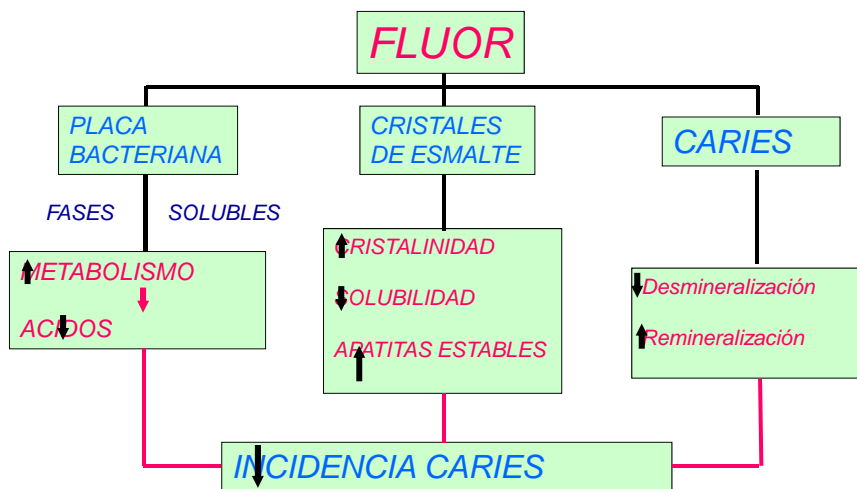 FLUOR
PLACA
BACTERIANA
CRISTALES
DE ESMALTE
CARIES
FASES SOLUBLES
METABOLISMO
ACIDOS
CRISTALINIDAD
SOLUBILIDAD
APATITAS ESTABLES
Desmineralización
Remineralización
INCIDENCIA CARIES